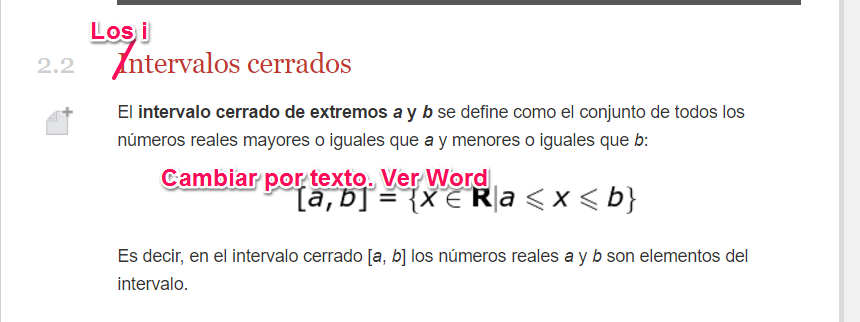 Los i
2.2 Intervalos cerrados
El intervalo cerrado de extremos a y b se define como el conjunto de todos los
números reales mayores o iguales que a y menores o iguales que b:
Cambiar por texto. Ver Word
[a, b] = {x ∈ R|a ⩽ x ⩽ b}
Es decir, en el intervalo cerrado [a, b] los números reales a y b son elementos del
intervalo.